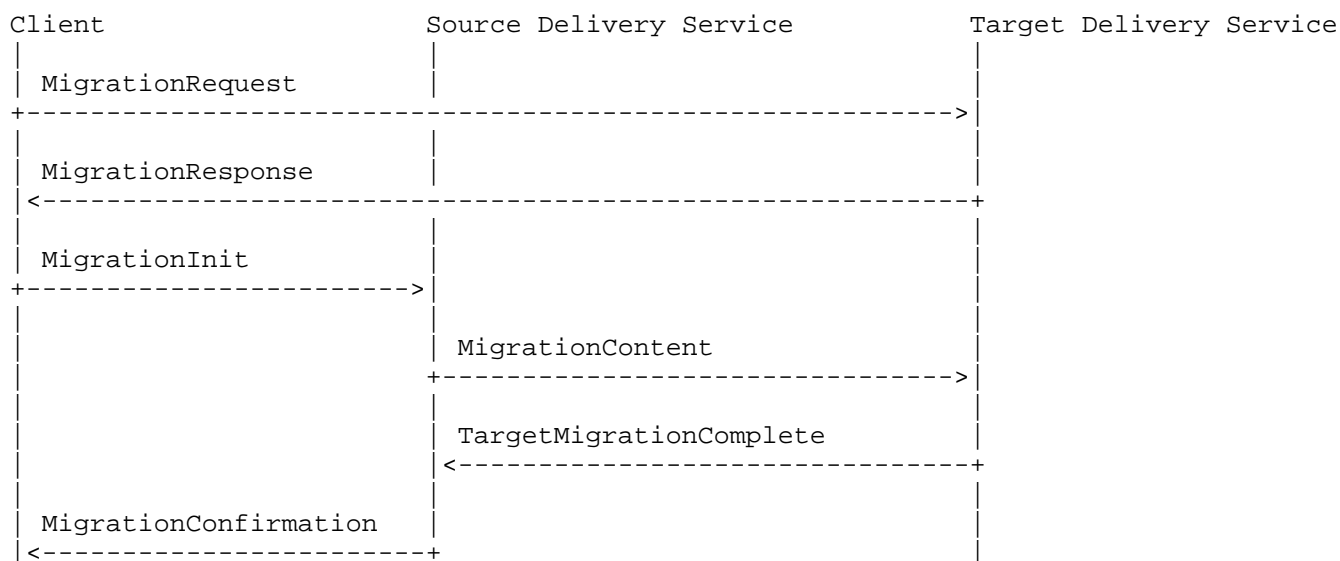 Client Source Delivery Service Target Delivery Service
MigrationRequest
MigrationResponse
MigrationInit
MigrationContent
TargetMigrationComplete
MigrationConfirmation